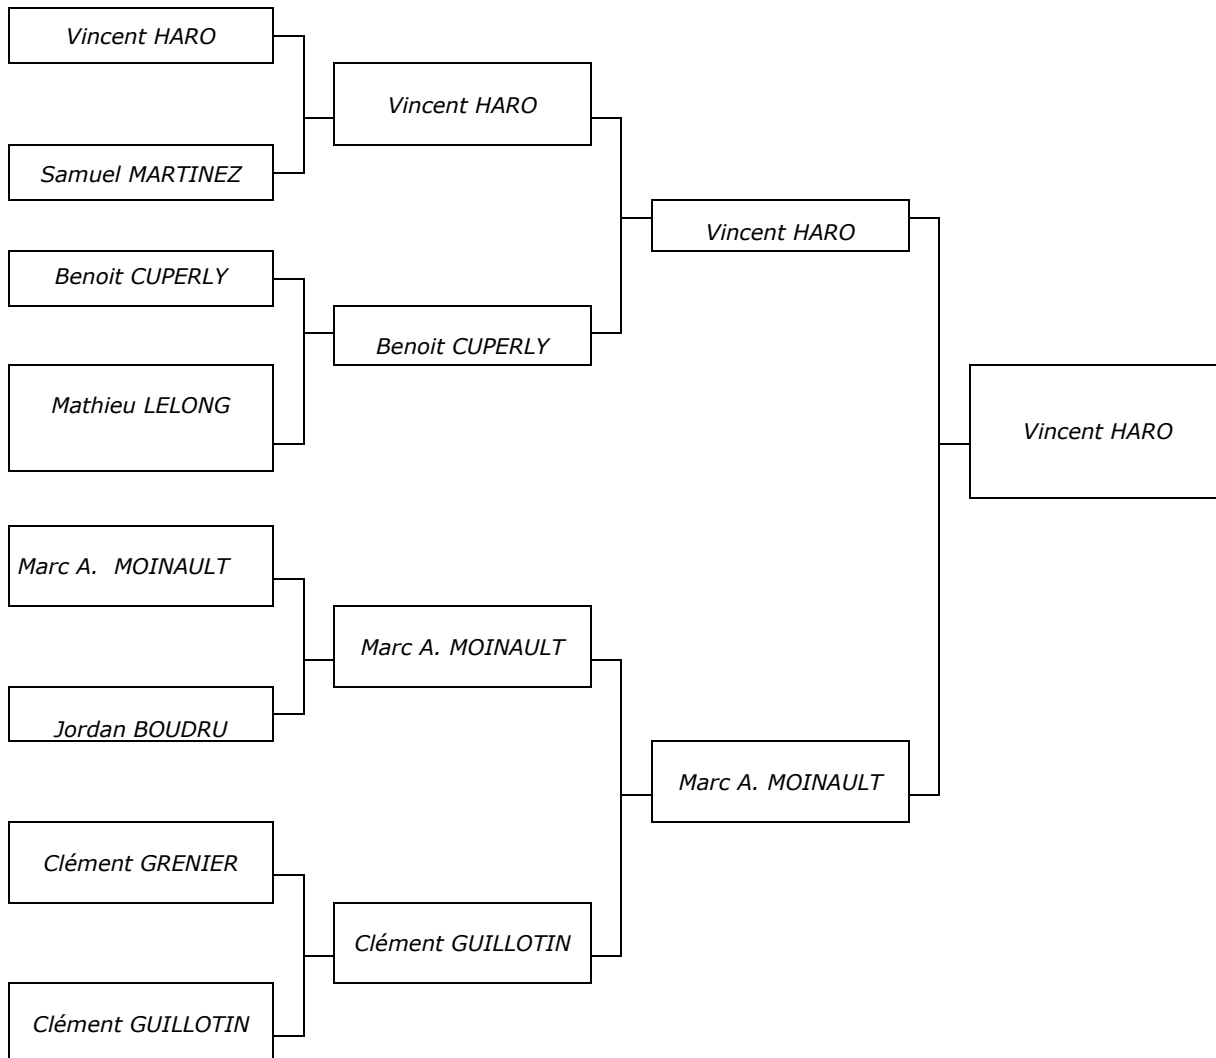 Vincent HARO
Samuel MARTINEZ
Benoit CUPERLY
Mathieu LELONG
Marc A.  MOINAULT
Jordan BOUDRU
Clément GRENIER
Clément GUILLOTIN
Vincent HARO
Benoit CUPERLY
Marc A. MOINAULT
Clément GUILLOTIN
Vincent HARO
Marc A. MOINAULT
Vincent HARO